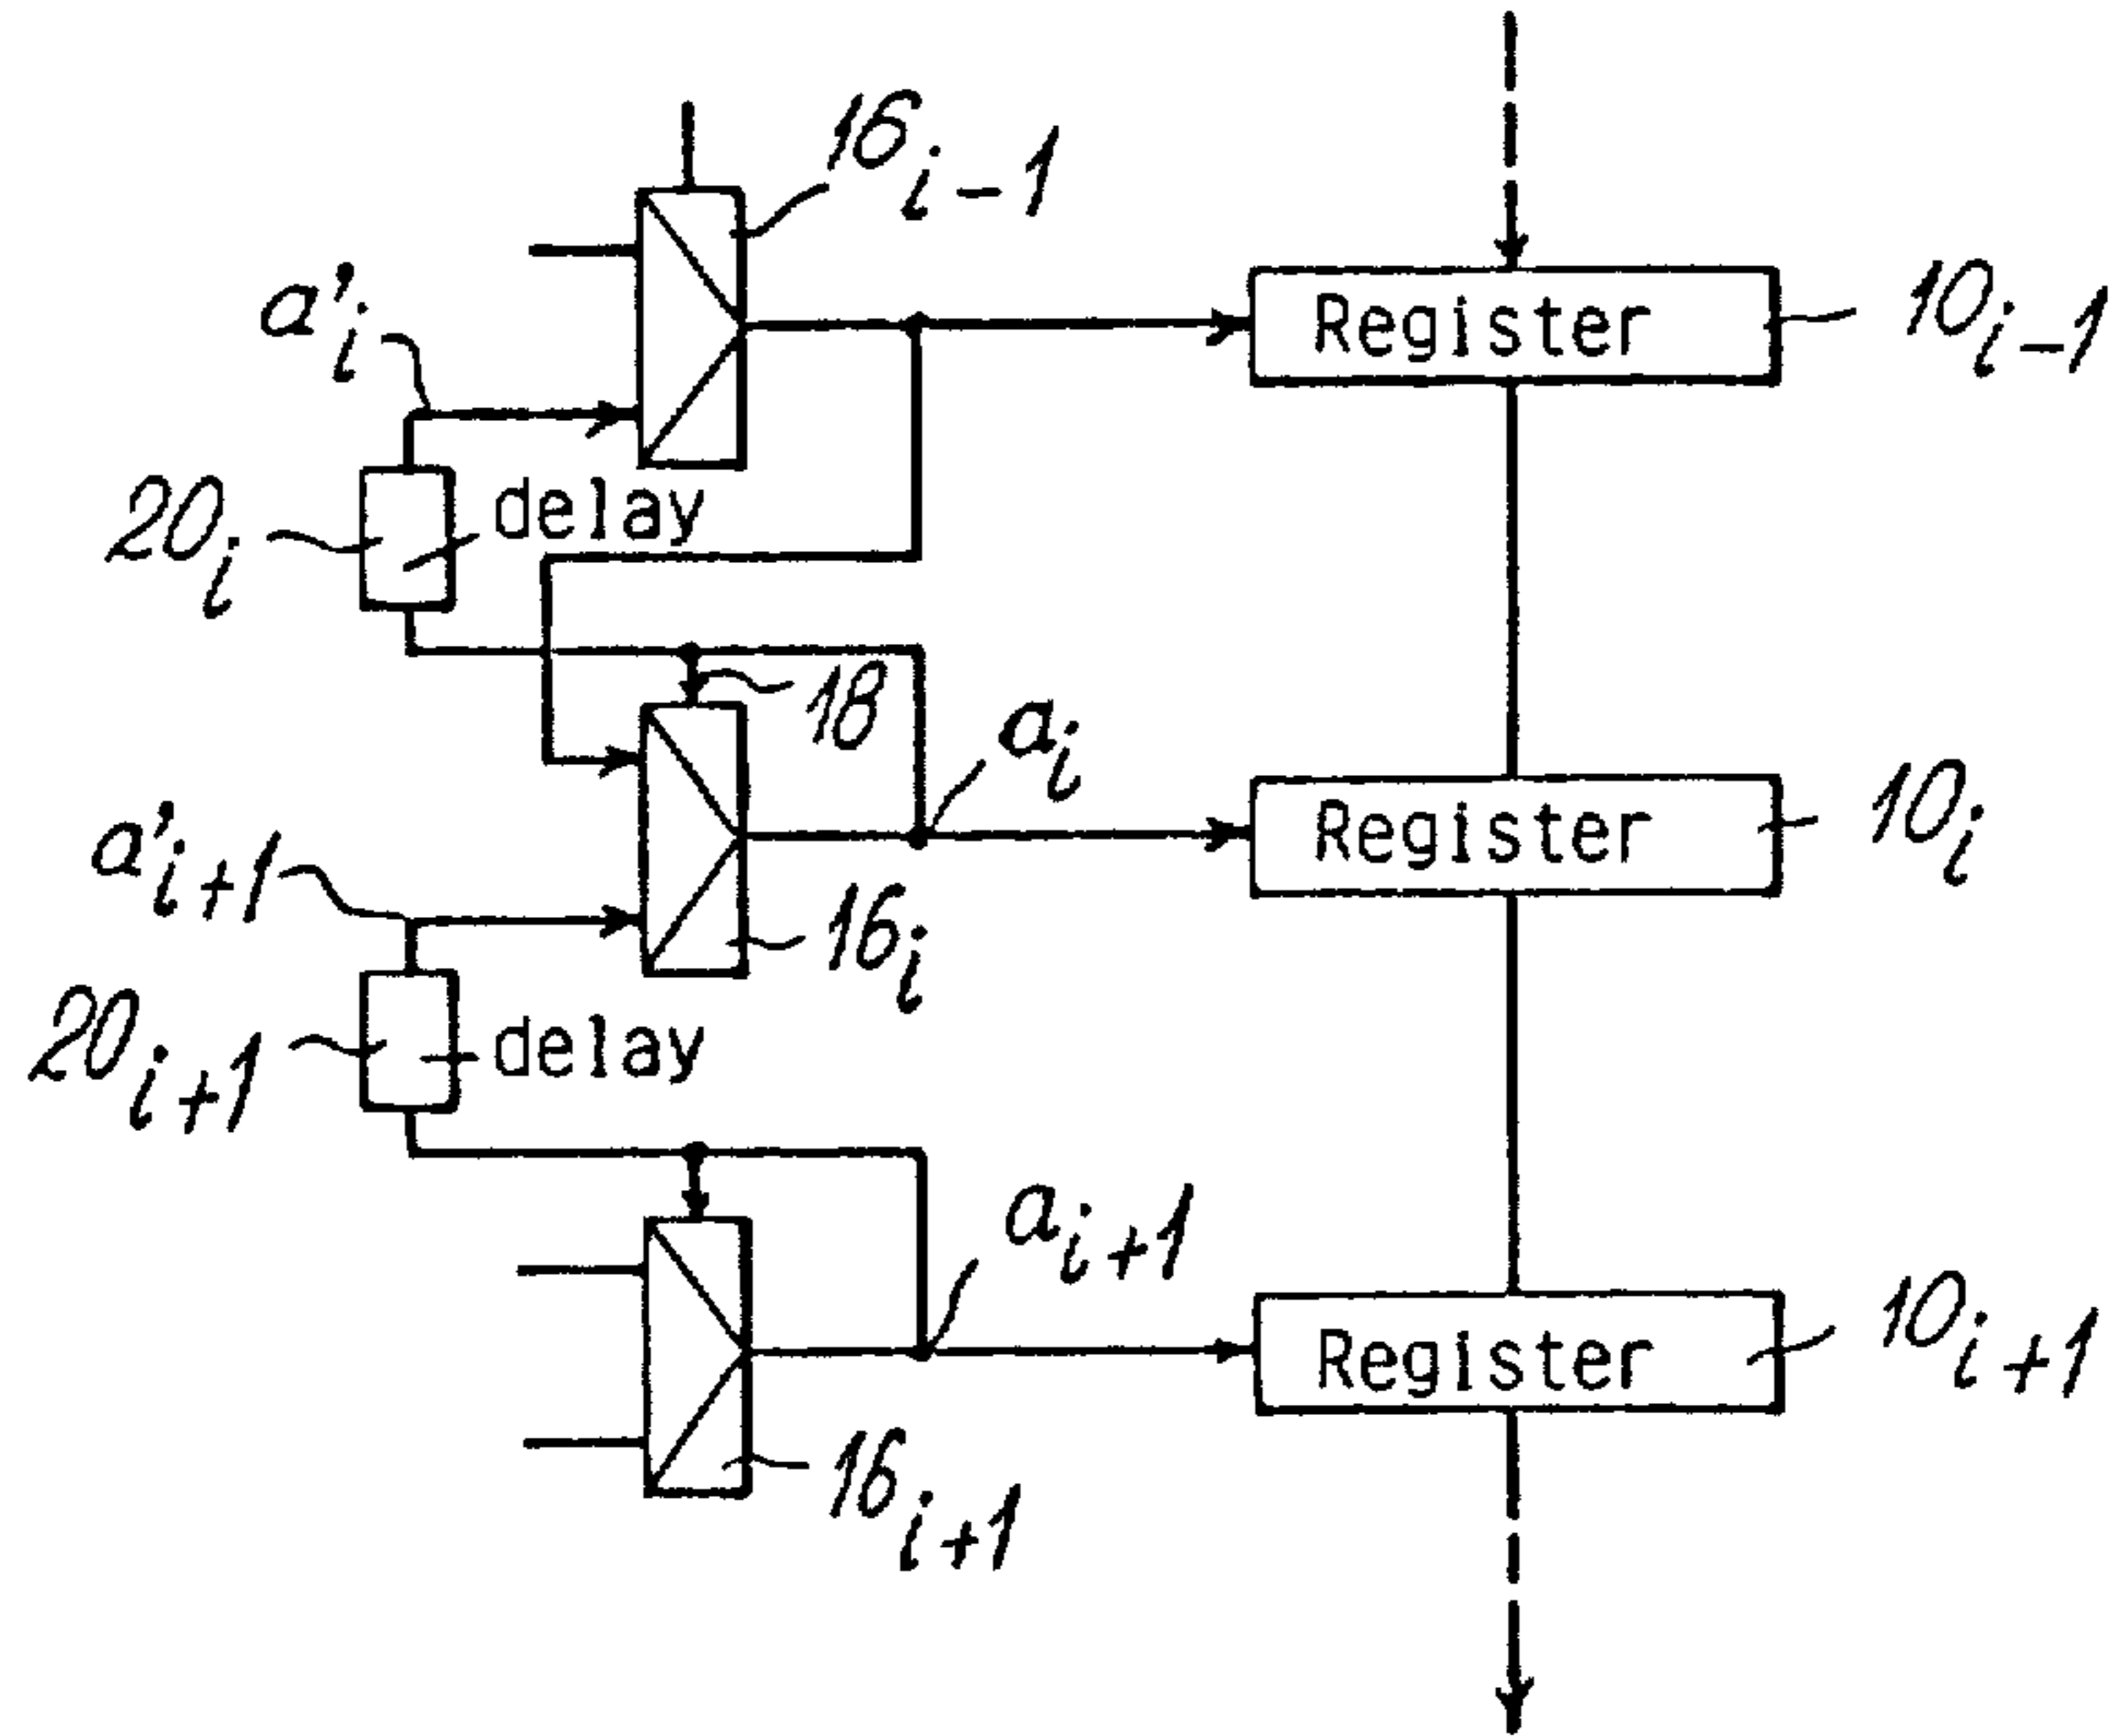 16i-1
Register
10i-1
a'i
20i
delay
18
ai
Register
10i
a'i+1
16i
20i+1
delay
ai+1
Register
10i+1
16i+1